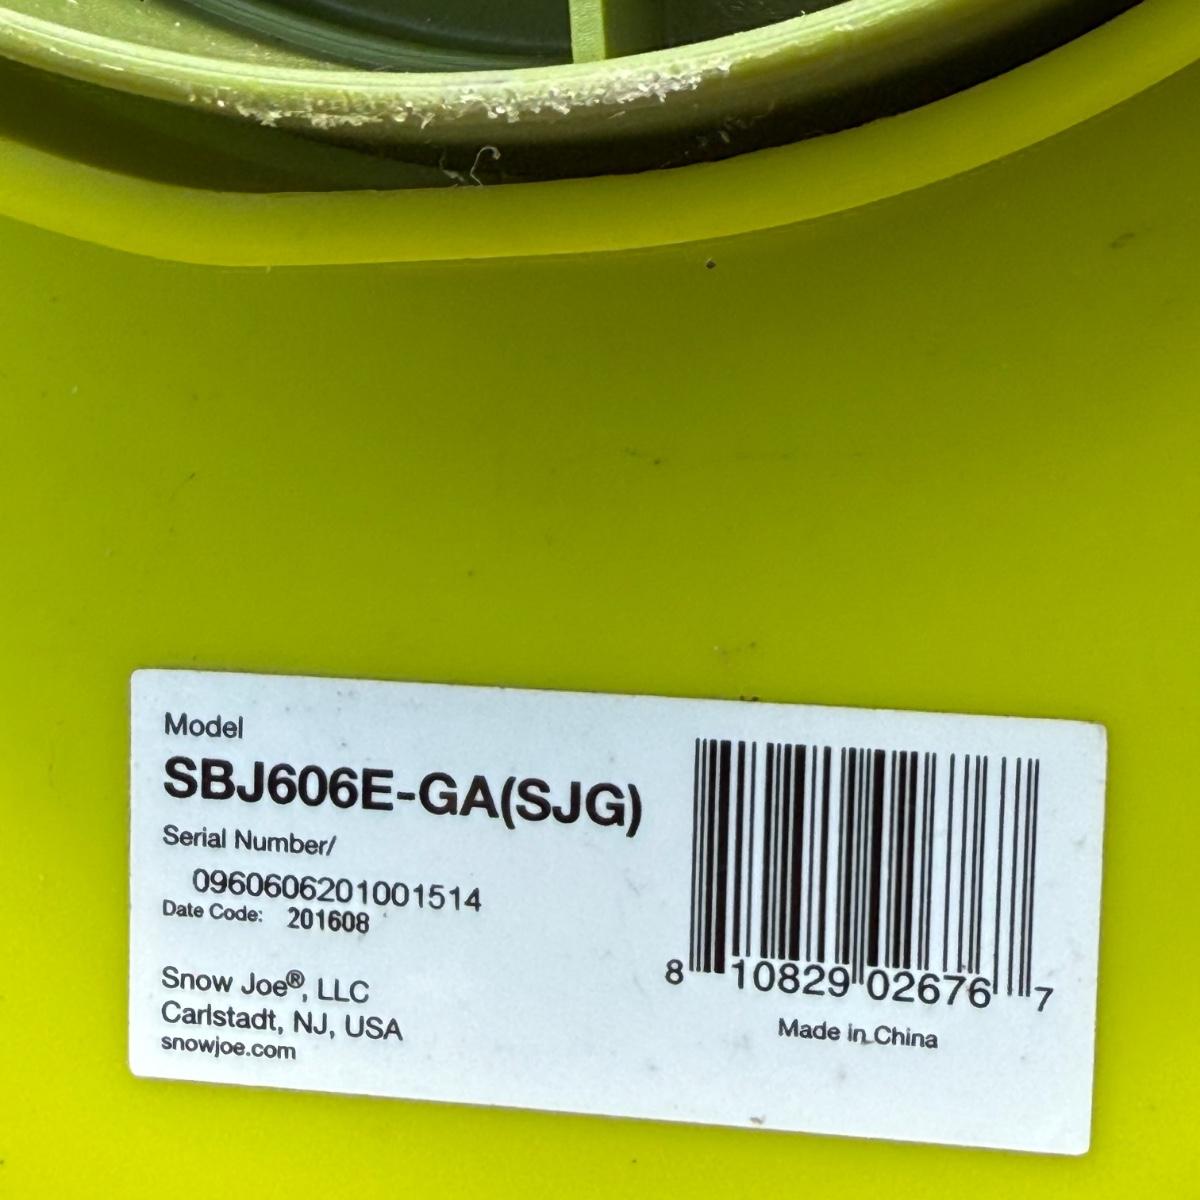 Model
SBJ606E-GA(SJG)
Serial Number/
0960606201001514
Date Code: 201608
Snow Joe®, LLC
Carlstadt, NJ, USA
snowjoe.com
8 10829 02676 7
Made in China